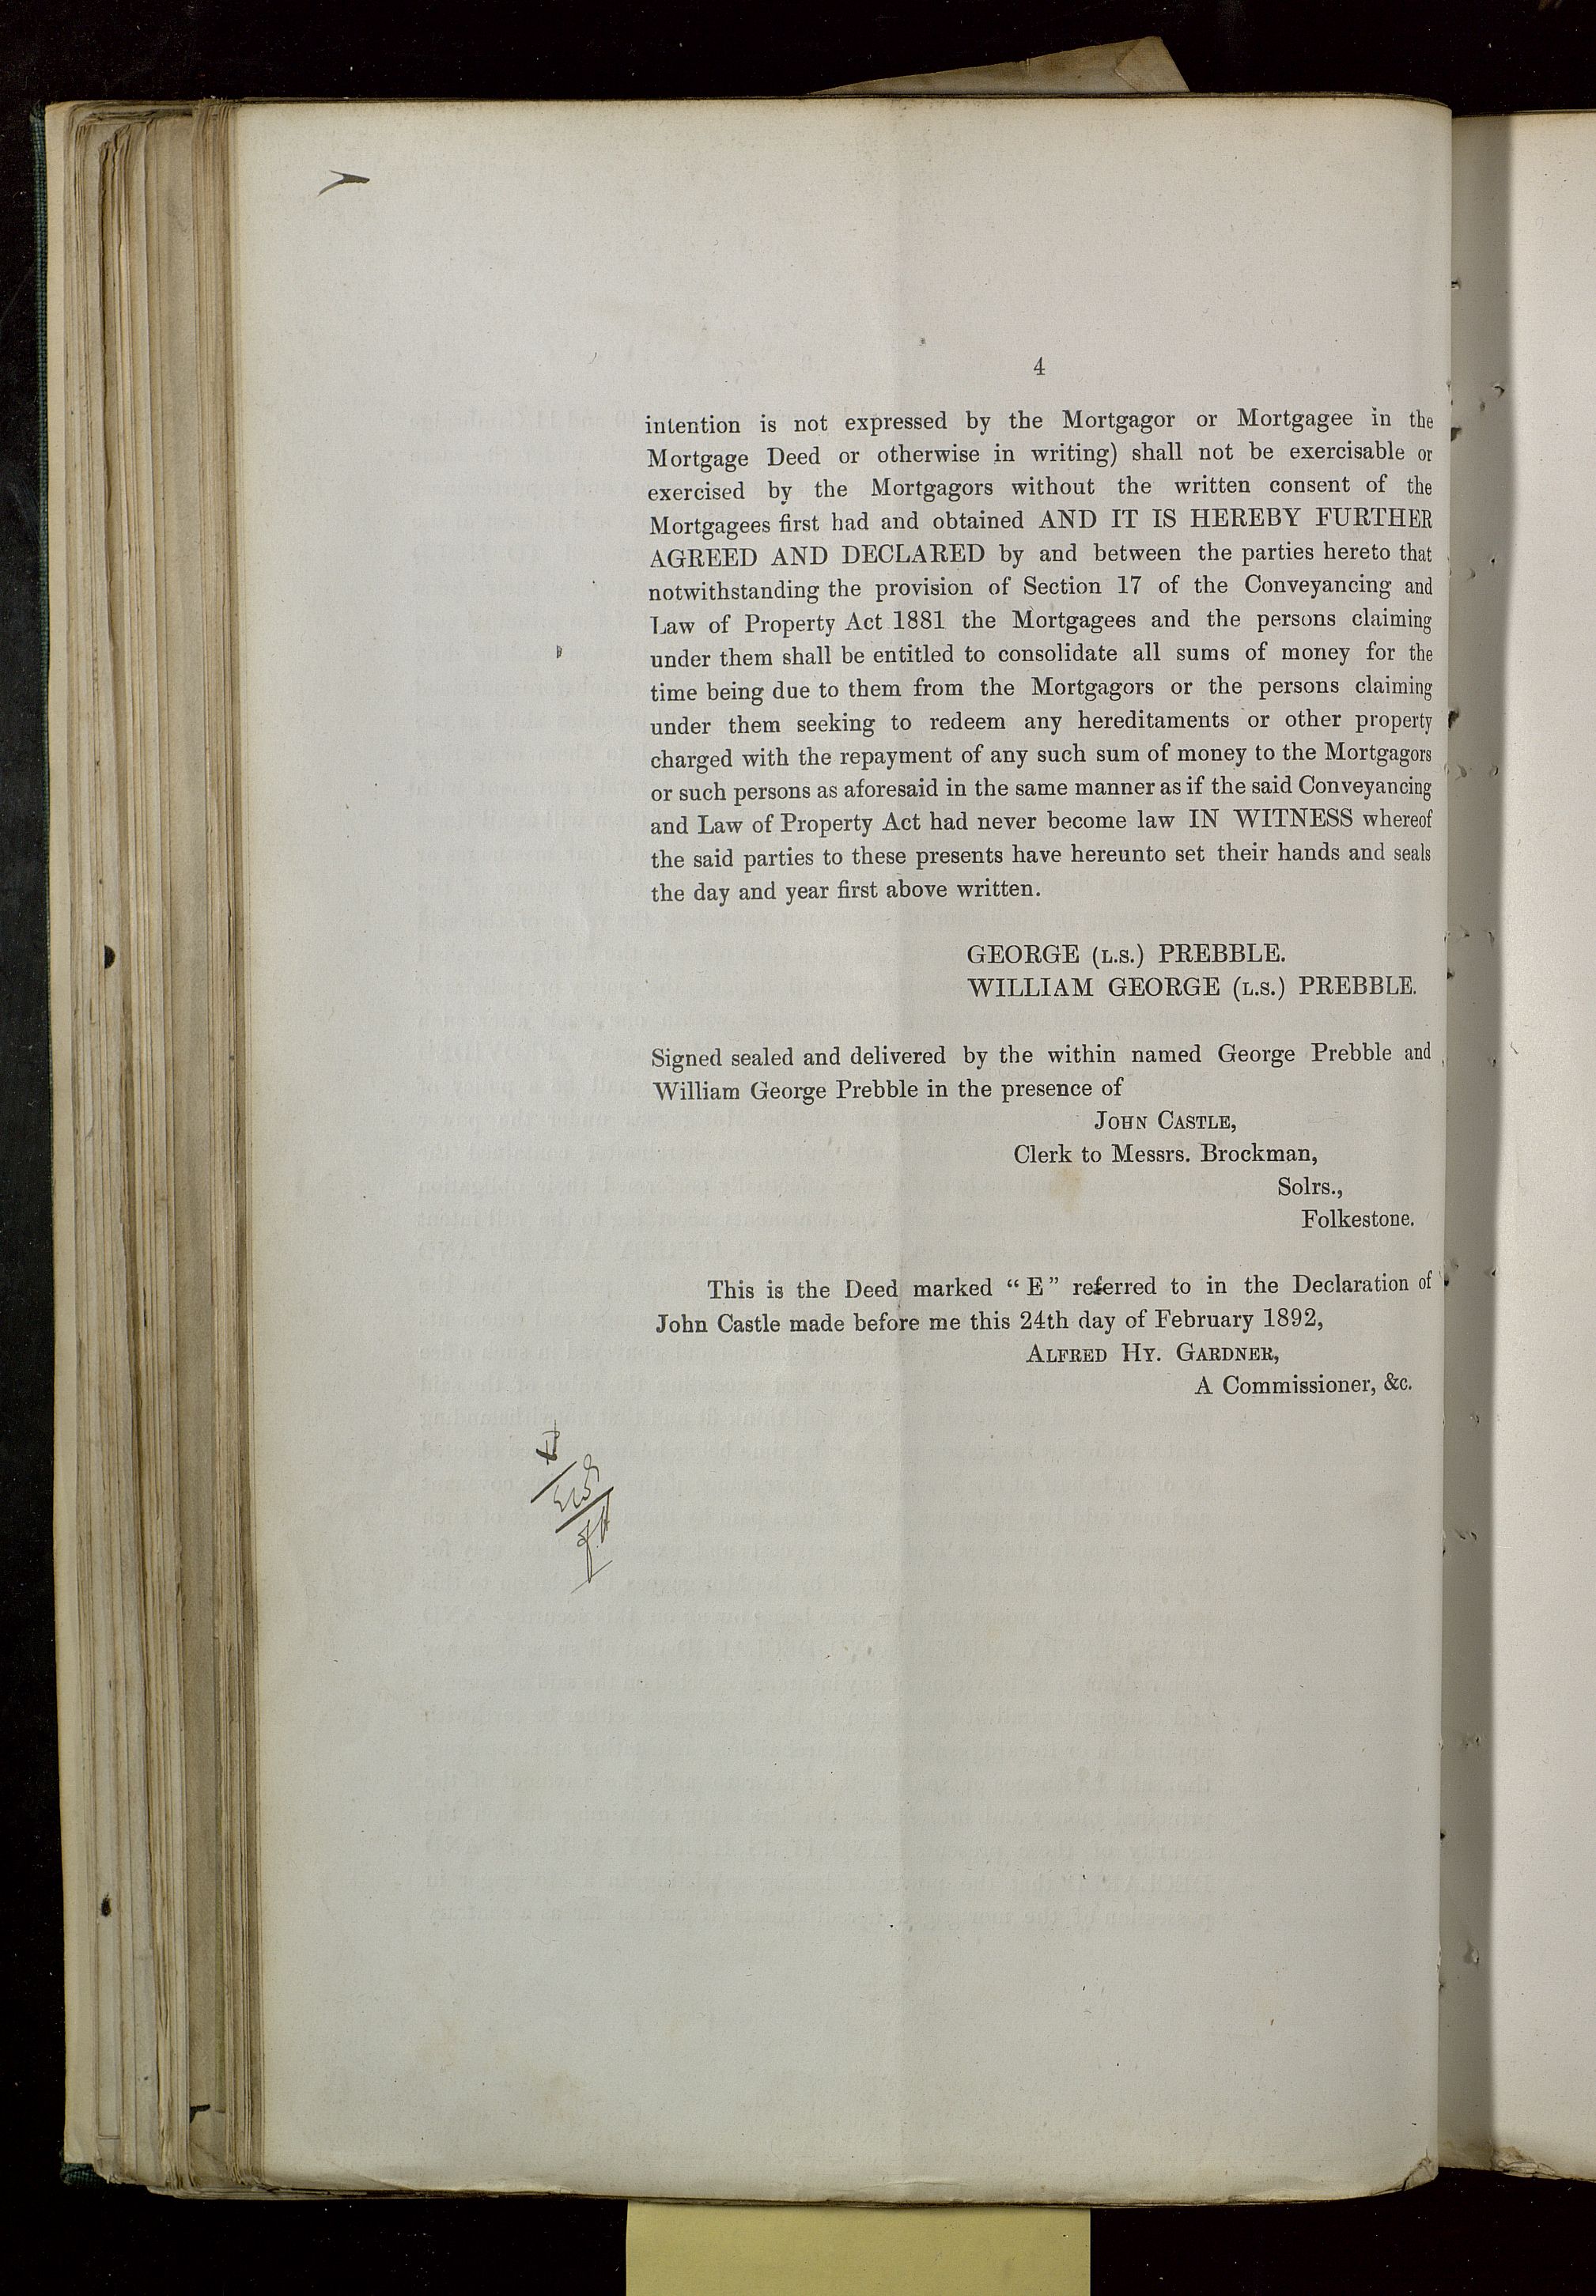 4
intention is not expressed by the Mortgagor or Mortgagee in the
Mortgage Deed or otherwise in writing) shall not be exercisable or
exercised by the Mortgagors without the written consent of the
Mortgagees first had and obtained AND IT IS HEREBY FURTHER
AGREED AND DECLARED by and between the parties hereto that
notwithstanding the provision of Section 17 of the Conveyancing and
Law of Property Act 1881 the Mortgagees and the persons claiming
under them shall be entitled to consolidate all sums of money for the
time being due to them from the Mortgagors or the persons claiming
under them seeking to redeem any hereditaments or other property
charged with the repayment of any such sum of money to the Mortgagors
or such persons as aforesaid in the same manner as if the said Conveyancing
and Law of Property Act had never become law IN WITNESS whereof
the said parties to these presents have hereunto set their hands and seals
the day and year first above written.
GEORGE (L.S.) PREBBLE.
WILLIAM GEORGE (L.S.) PREBBLE.
Signed sealed and delivered by the within named George Prebble and
William George Prebble in the presence of
JOHN CASTLE,
Clerk to Messrs. Brockman,
Solrs.,
Folkestone.
This is the Deed marked “ E ” referred to in the Declaration of
John Castle made before me this 24th day of February 1892,
ALFRED HY. GARDNER,
A Commissioner, &c.